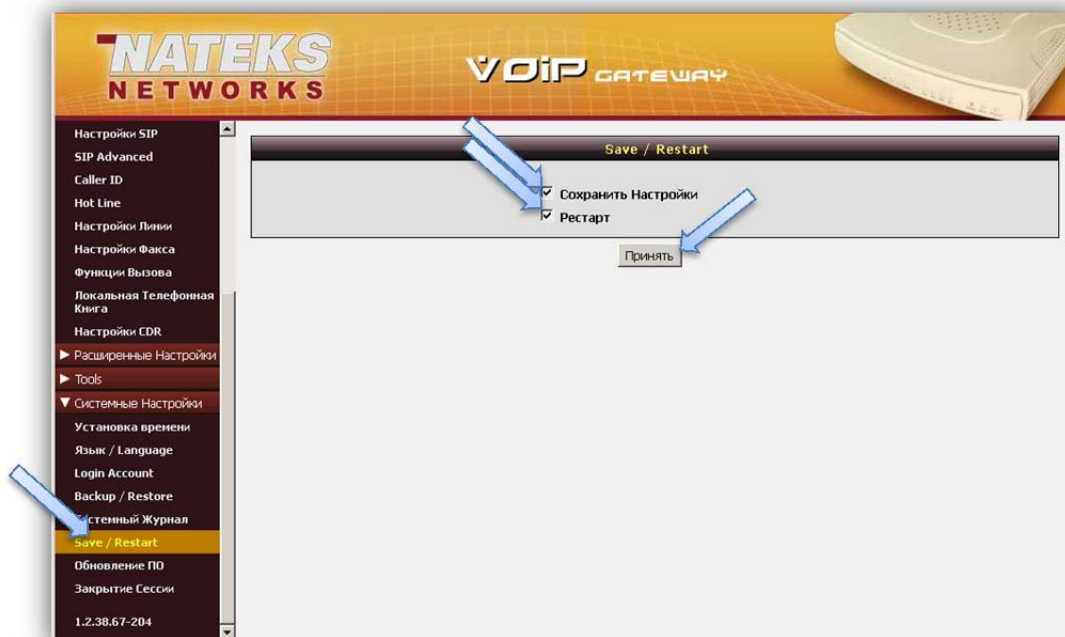 NATEKS
NETWORKS
VOIP GATEWAY
Настройки SIP
SIP Advanced
Caller ID
Hot Line
Настройки Линии
Настройки Факса
Функции Вызова
Локальная Телефонная
Книга
Настройки CDR
Расширенные Настройки
Tools
Системные Настройки
Установка времени
Язык / Language
Login Account
Backup / Restore
стемный Журнал
Save / Restart
Обновление ПО
Закрытие Сессии
1.2.38.67-204
Save / Restart
Сохранить Настройки
Рестарт
Принять